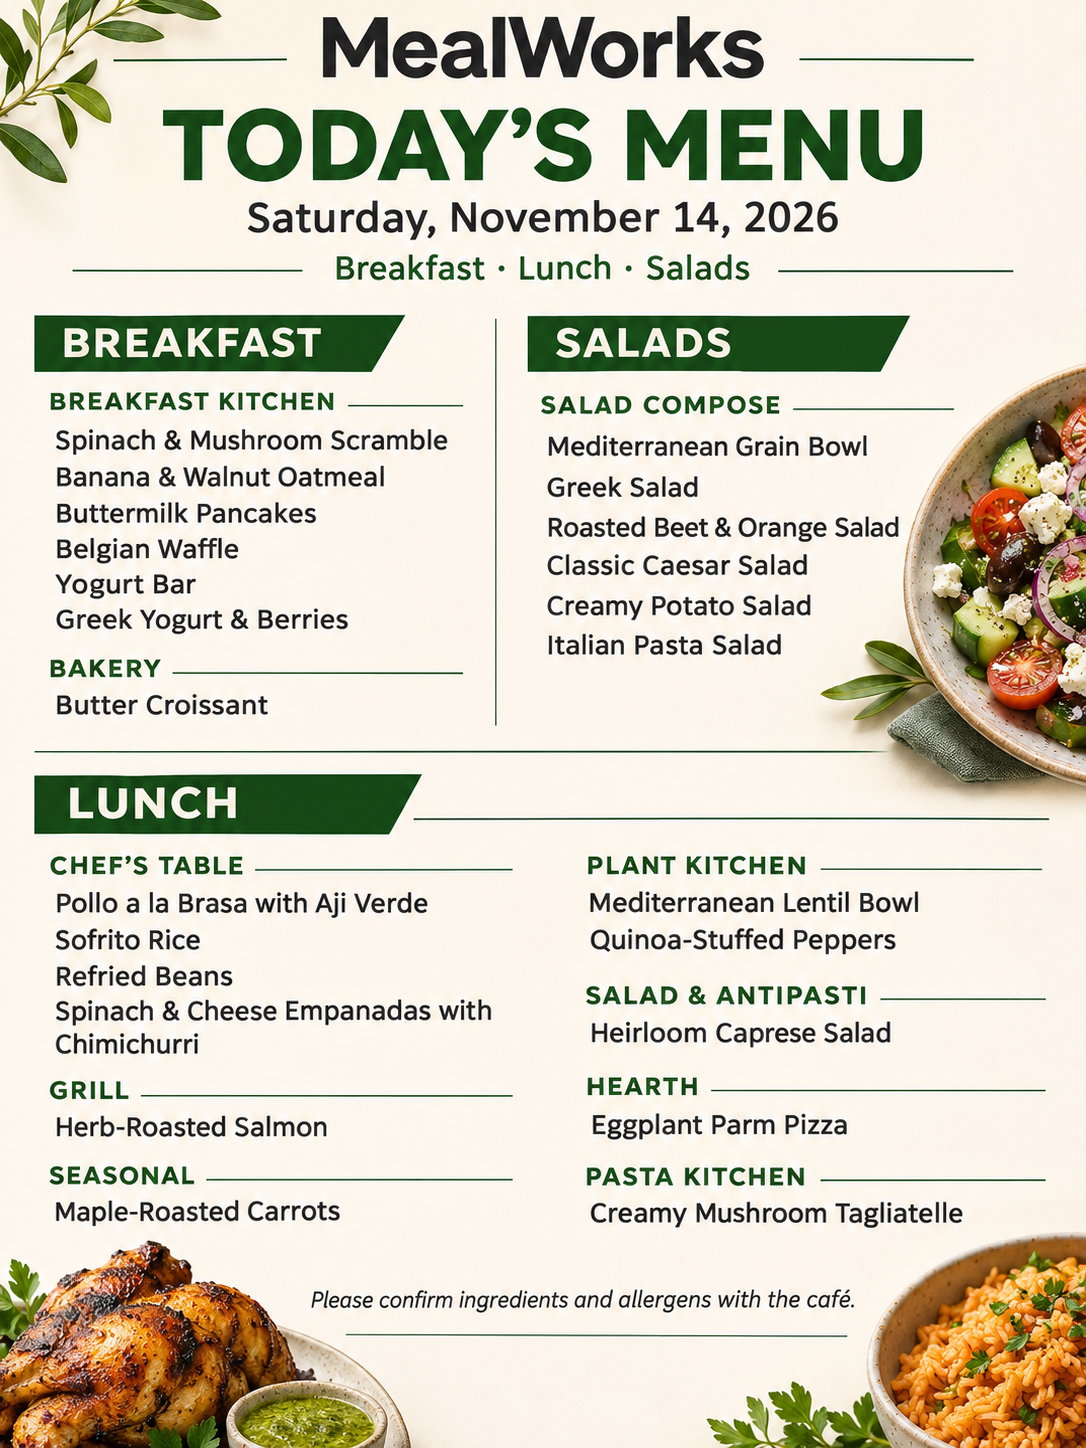 MealWorks
TODAY'S MENU
Saturday, November 14, 2026
Breakfast · Lunch · Salads
BREAKFAST
BREAKFAST KITCHEN
Spinach & Mushroom Scramble
Banana & Walnut Oatmeal
Buttermilk Pancakes
Belgian Waffle
Yogurt Bar
Greek Yogurt & Berries
BAKERY
Butter Croissant
SALADS
SALAD COMPOSE
Mediterranean Grain Bowl
Greek Salad
Roasted Beet & Orange Salad
Classic Caesar Salad
Creamy Potato Salad
Italian Pasta Salad
LUNCH
CHEF'S TABLE
Pollo a la Brasa with Aji Verde
Sofrito Rice
Refried Beans
Spinach & Cheese Empanadas with
Chimichurri
GRILL
Herb-Roasted Salmon
SEASONAL
Maple-Roasted Carrots
PLANT KITCHEN
Mediterranean Lentil Bowl
Quinoa-Stuffed Peppers
SALAD & ANTIPASTI
Heirloom Caprese Salad
HEARTH
Eggplant Parm Pizza
PASTA KITCHEN
Creamy Mushroom Tagliatelle
Please confirm ingredients and allergens with the café.